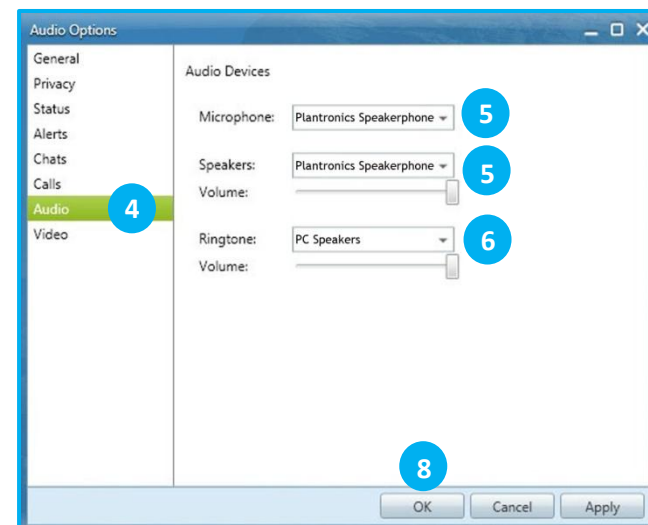 Audio Options
General
Privacy
Status
Alerts
Chats
Calls
Audio 4
Video
Audio Devices
Microphone: Plantronics Speakerphone 5
Speakers: Plantronics Speakerphone 5
Volume:
Ringtone: PC Speakers 6
Volume:
8
OK Cancel Apply